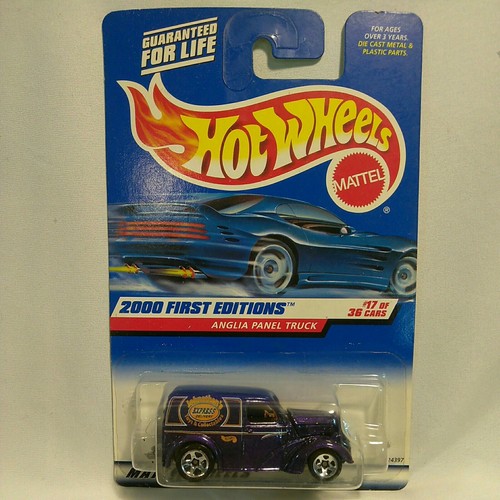 GUARANTEED
FOR LIFE
FOR AGES
OVER 3 YEARS.
DIE CAST METAL &
PLASTIC PARTS.
HOT WHEELS
MATTEL
®
2000 FIRST EDITIONS™
#17 OF
36 CARS
ANGLIA PANEL TRUCK
EXPRESS
DELIVERY